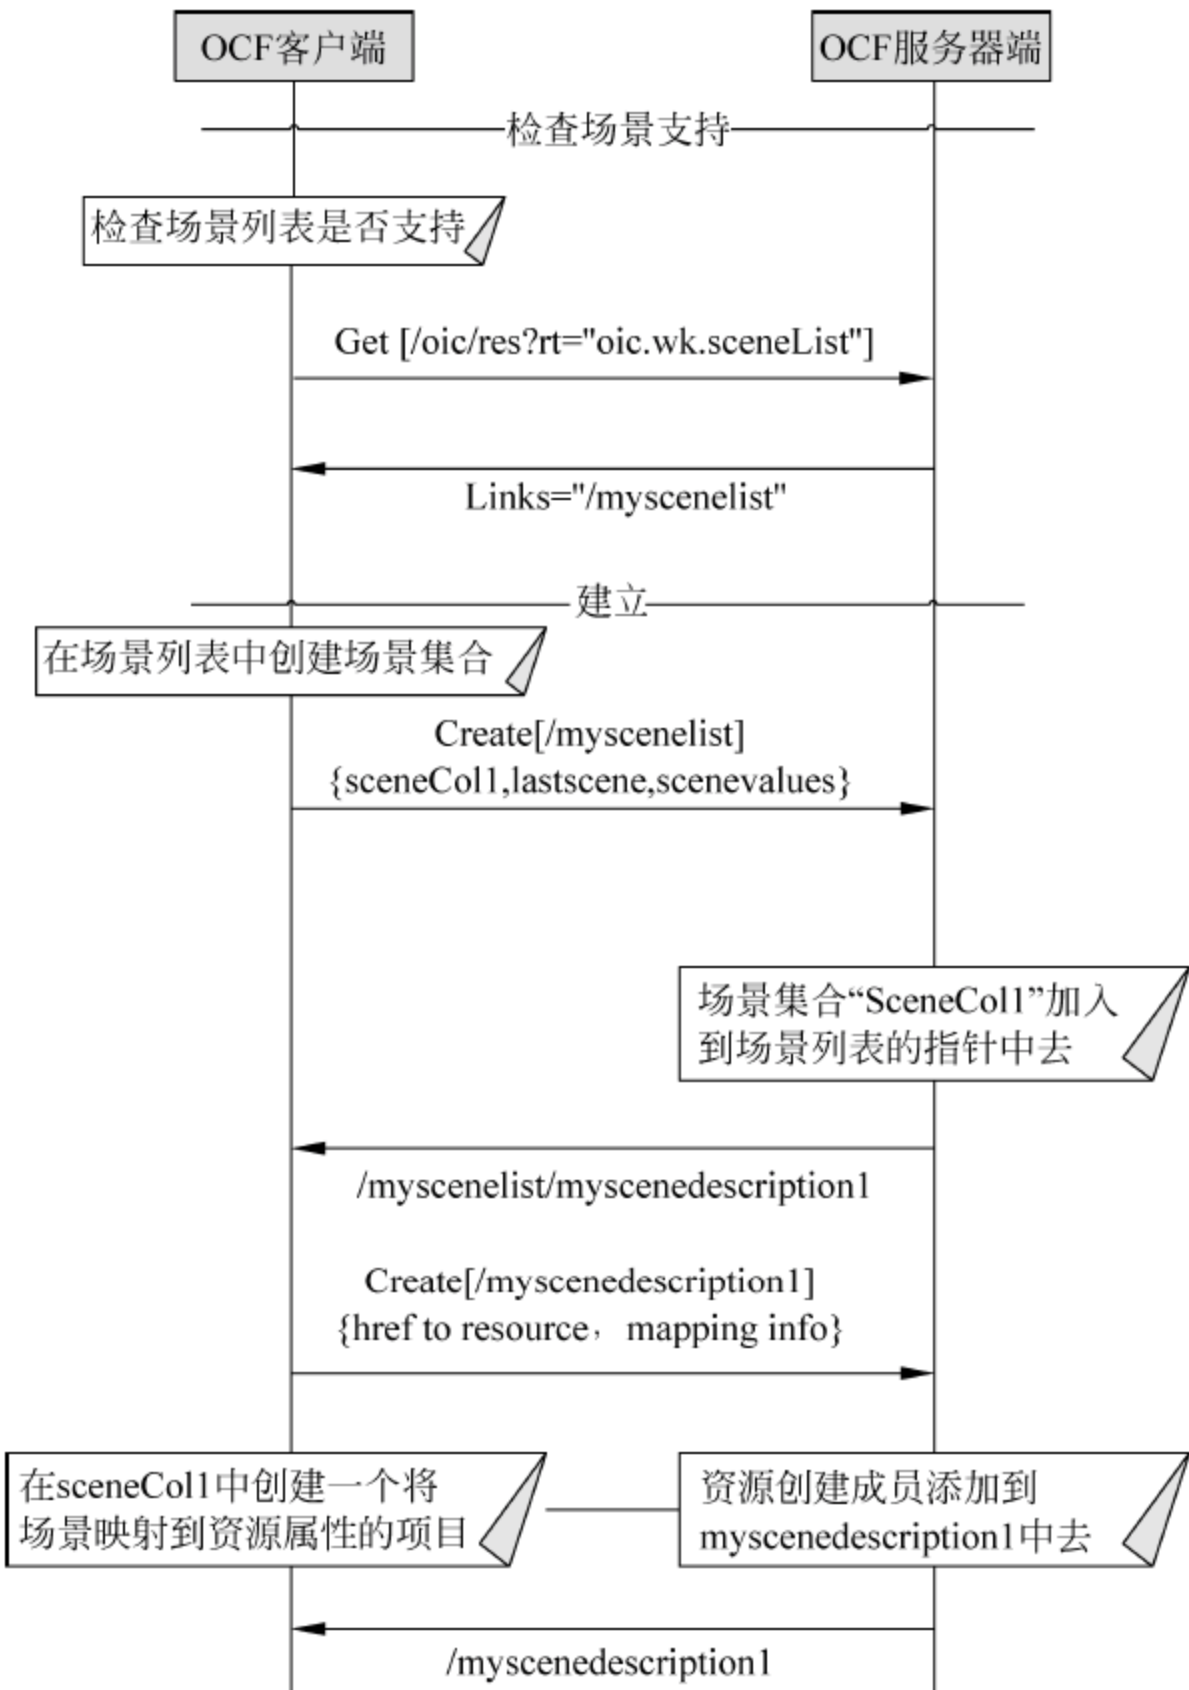 OCF客户端
OCF服务器端
检查场景支持
检查场景列表是否支持
Get [/oic/res?rt="oic.wk.sceneList"]
Links="/myscenelist"
建立
在场景列表中创建场景集合
Create[/myscenelist]
{sceneCol1,lastscene,scenevalues}
场景集合“SceneCol1”加入
到场景列表的指针中去
/myscenelist/myscenedescription1
Create[/myscenedescription1]
{href to resource，mapping info}
在sceneCol1中创建一个将
场景映射到资源属性的项目
资源创建成员添加到
myscenedescription1中去
/myscenedescription1